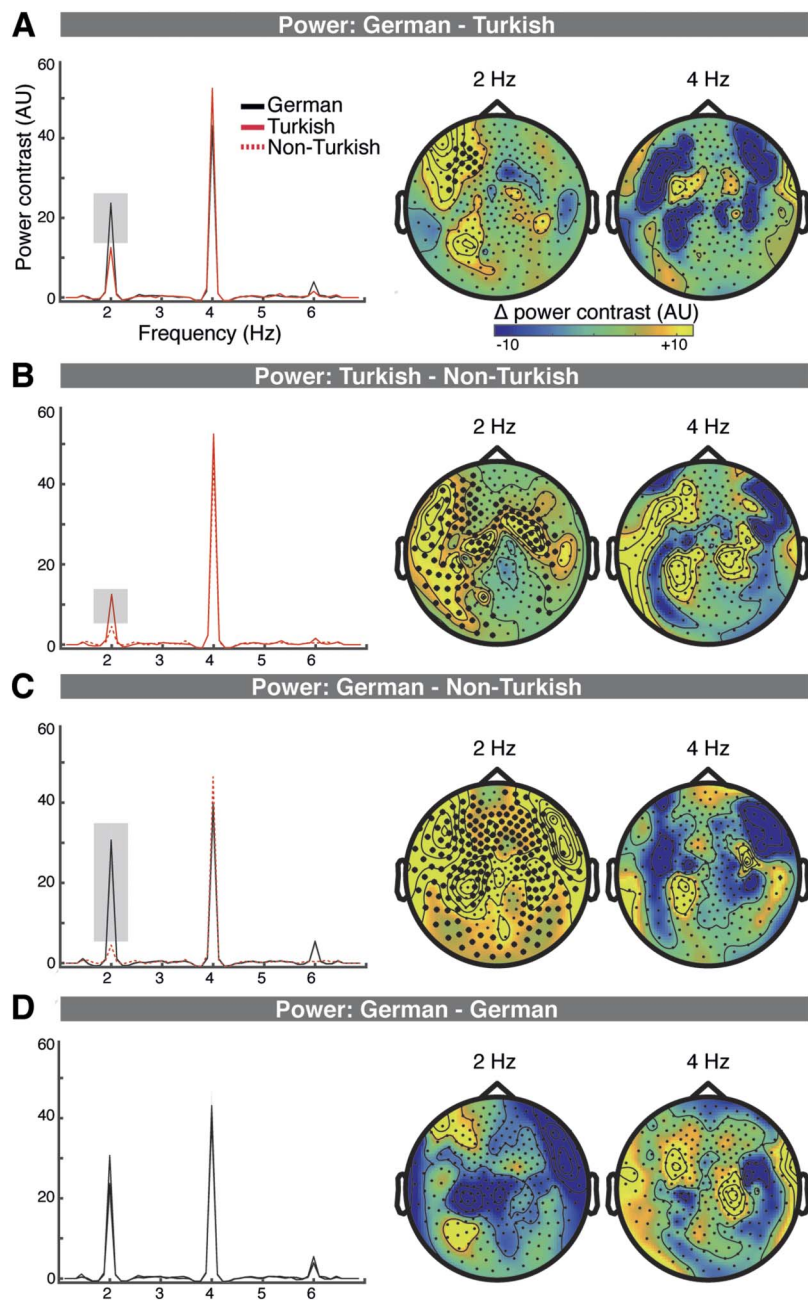 A
Power: German - Turkish
60
40
20
0
2
3
4
5
6
Power contrast (AU)
Frequency (Hz)
German
Turkish
Non-Turkish
2 Hz
4 Hz
Δ power contrast (AU)
-10
+10
B
Power: Turkish - Non-Turkish
60
40
20
0
2
3
4
5
6
2 Hz
4 Hz
C
Power: German - Non-Turkish
60
40
20
0
2
3
4
5
6
2 Hz
4 Hz
D
Power: German - German
60
40
20
0
2
3
4
5
6
2 Hz
4 Hz